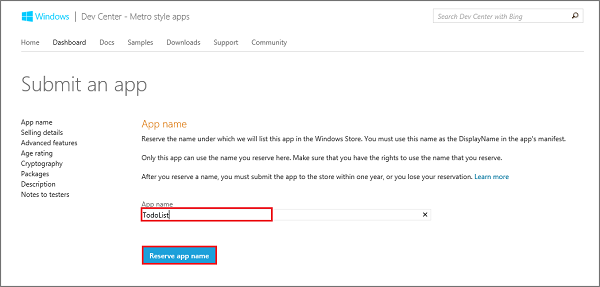 Windows | Dev Center - Metro style apps
Search Dev Center with Bing
Home Dashboard Docs Samples Downloads Support Community
Submit an app
App name
Selling details
Advanced features
Age rating
Cryptography
Packages
Description
Notes to testers
App name
Reserve the name under which we will list this app in the Windows Store. You must use this name as the DisplayName in the app's manifest.
Only this app can use the name you reserve here. Make sure that you have the rights to use the name that you reserve.
After you reserve a name, you must submit the app to the store within one year, or you lose your reservation. Learn more
App name
TodoList
Reserve app name